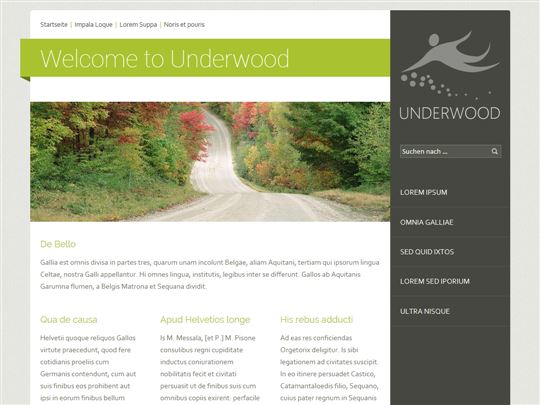 Startseite | Impala Loque | Lorem Suppa | Noris et pouris
Welcome to Underwood
De Bello
Gallia est omnis divisa in partes tres, quarum unam incolunt Belgae, aliam Aquitani, tertiam qui ipsorum lingua
Celtae, nostra Galli appellantur. Hi omnes lingua, institutis, legibus inter se differunt. Gallos ab Aquitanis
Garumna flumen, a Belgis Matrona et Sequana dividit.
Qua de causa
Helvetii quoque reliquos Gallos
virtute praecedunt, quod fere
cotidianis proeliis cum
Germanis contendunt, cum aut
suis finibus eos prohibent aut
ipsi in eorum finibus bellum
Apud Helvetios longe
Is M. Messala, [et P.] M. Pisone
consulibus regni cupiditate
inductus coniurationem
nobilitatis fecit et civitati
persuasit ut de finibus suis cum
omnibus copiis exirent: perfacile
His rebus adducti
Ad eas res conficiendas
Orgetorix deligitur. Is sibi
legationem ad civitates suscipit.
In eo itinere persuadet Castico,
Catamantaloedis filio, Sequano,
cuius pater regnum in Sequanis
UNDERWOOD
Suchen nach ...
LOREM IPSUM
OMNIA GALLIAE
SED QUID IXTOS
LOREM SED IPORIUM
ULTRA NISQUE